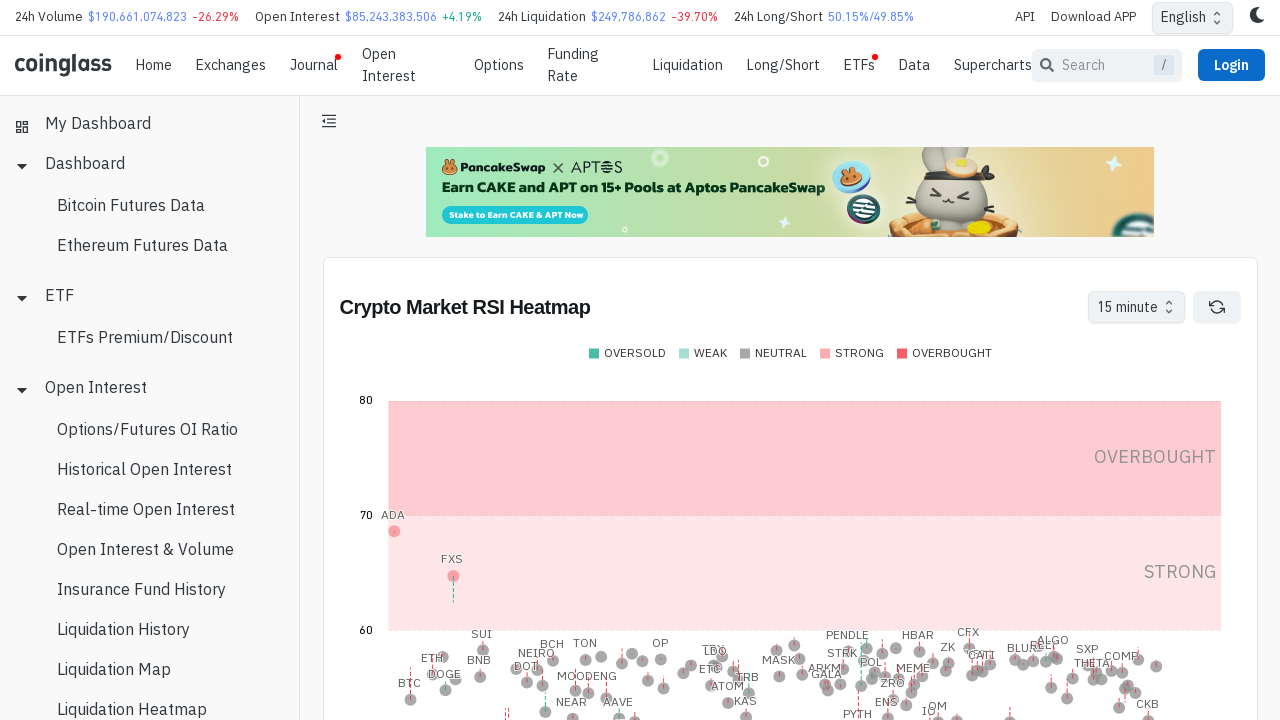 24h Volume $190,661,074,823 -26.29% Open Interest $85,243,383,506 +4.19% 24h Liquidation $249,786,862 -39.70% 24h Long/Short 50.15%/49.85% API Download APP English
coinglass Home Exchanges Journal Open Interest Options Funding Rate Liquidation Long/Short ETFs Data Supercharts Search / Login
My Dashboard
Dashboard
Bitcoin Futures Data
Ethereum Futures Data
ETF
ETFs Premium/Discount
Open Interest
Options/Futures OI Ratio
Historical Open Interest
Real-time Open Interest
Open Interest & Volume
Insurance Fund History
Liquidation History
Liquidation Map
Liquidation Heatmap
PancakeSwap X APTOS
Earn CAKE and APT on 15+ Pools at Aptos PancakeSwap
Stake to Earn CAKE & APT Now
Crypto Market RSI Heatmap 15 minute
OVERSOLD WEAK NEUTRAL STRONG OVERBOUGHT
80
OVERBOUGHT
70 ADA
FXS
STRONG
60
SUI PENDLE HBAR CFX
BCH TON OP ALGO
NEIRO ZK BLUR SXP
ETH BNB MASK STRK CATI COMP
DOT ETC ARKM POL MEME THETA
DOGE MOODENG TRB GALA
BTC ATOM ZRO
NEAR AAVE KAS ENS OM CKB
PYTH IO